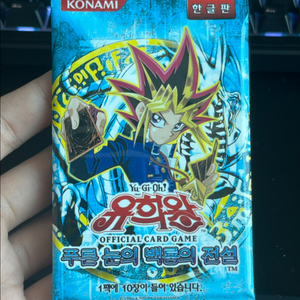 KONAMI
한글판
Yu-Gi-Oh!
유희왕
OFFICIAL CARD GAME
푸른 눈의 백룡의 전설
TM
1팩에 10장이 들어 있습니다.